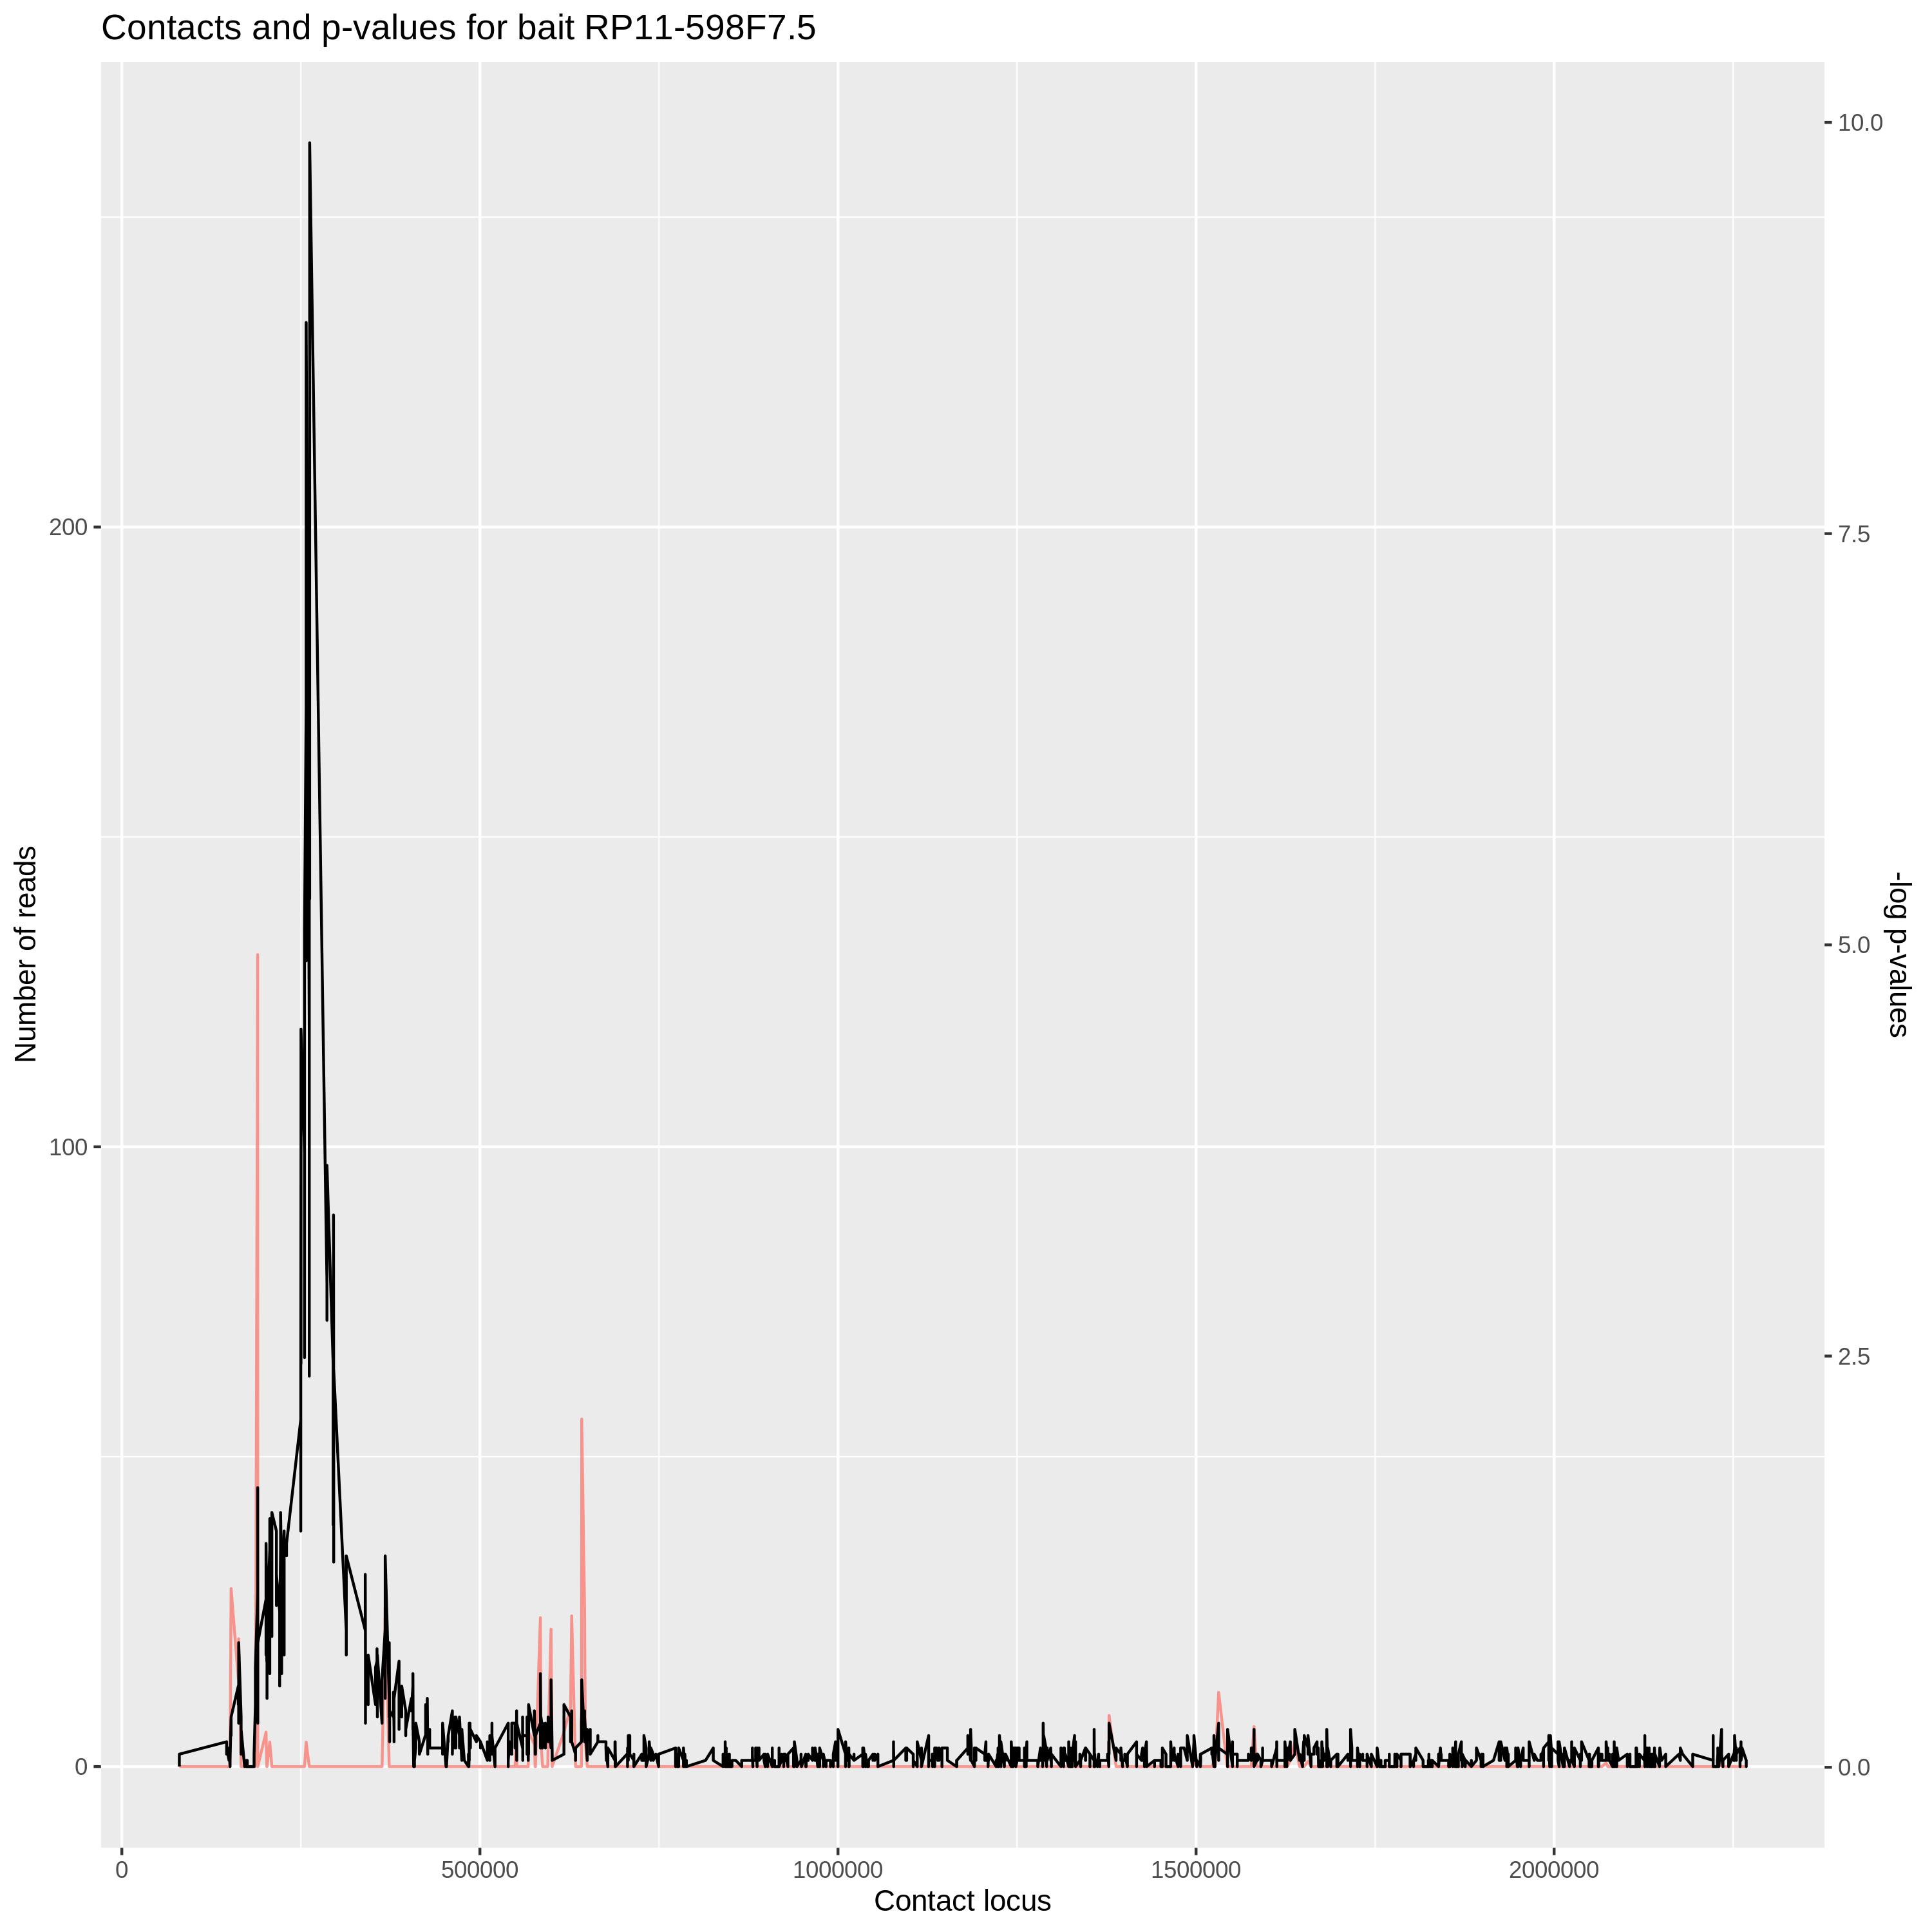 Contacts and p-values for bait RP11-598F7.5
10.0
200
7.5
5.0
Number of reads
-log p-values
100
2.5
0
0.0
0 500000 1000000 1500000 2000000
Contact locus